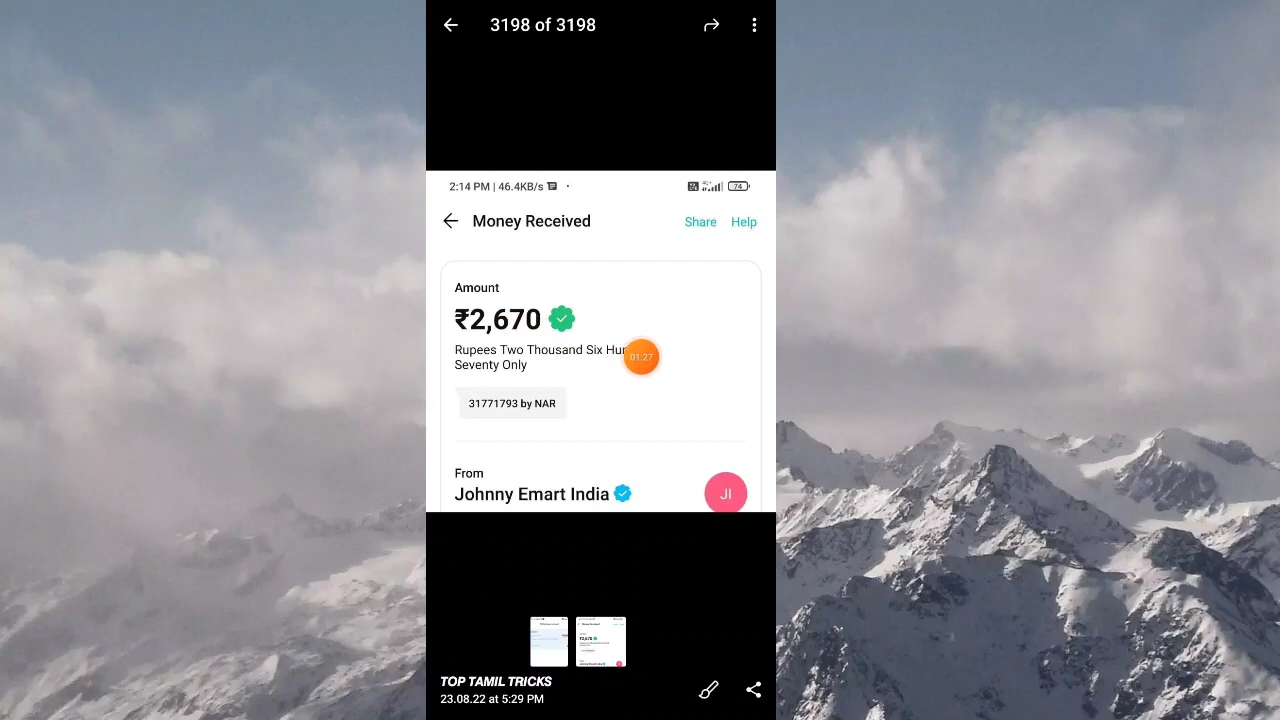 3198 of 3198
2:14 PM | 46.4KB/s
74
Money Received
Share Help
Amount
₹2,670
Rupees Two Thousand Six
01:27
Seventy Only
31771793 by NAR
From
Johnny Emart India
JI
TOP TAMIL TRICKS
23.08.22 at 5:29 PM